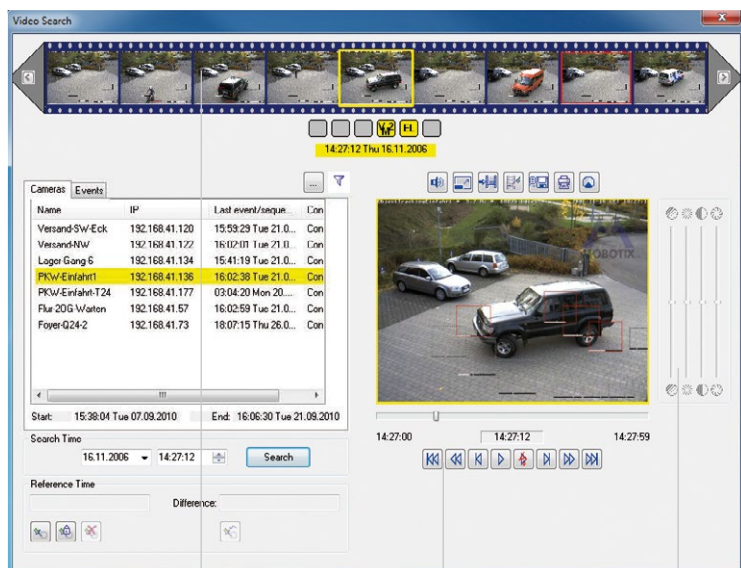 Video Search
V M 2 EL
14:27:12 Thu 16.11.2006
Cameras Events ...
Name IP Last event/seque... Con
Versand-SW-Eck 192.168.41.120 15:59:29 Tue 21.0... Con
Versand-NW 192.168.41.122 16:02:01 Tue 21.0... Con
Lager Gang 6 192.168.41.134 15:41:19 Tue 21.0... Con
PKW-Einfahrt1 192.168.41.136 16:02:38 Tue 21.0... Con
PKW-Einfahrt-T24 192.168.41.177 03:04:20 Mon 20.... Con
Flur-20G-Warten 192.168.41.57 16:02:59 Tue 21.0... Con
Foyer-Q24-2 192.168.41.73 18:07:15 Thu 26.0... Con
MOBOTIX
Start: 15:38:04 Tue 07.09.2010 End: 16:06:30 Tue 21.09.2010
14:27:00 14:27:12 14:27:59
Search Time
16.11.2006 14:27:12 Search
Reference Time
Difference: